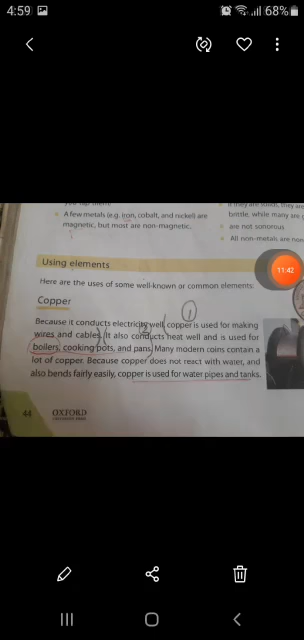 4:59
68%
A few metals (e.g. iron, cobalt, and nickel) are
brittle, while many are
magnetic, but most are non-magnetic.
are not sonorous
All non-metals are
Using elements
11:42
Here are the uses of some well-known or common elements:
Copper
1
Because it conducts electricity well, copper is used for making
wires and cables. It also conducts heat well and is used for
boilers, cooking pots, and pans. Many modern coins contain a
lot of copper. Because copper does not react with water, and
also bends fairly easily, copper is used for water pipes and tanks.
44 OXFORD